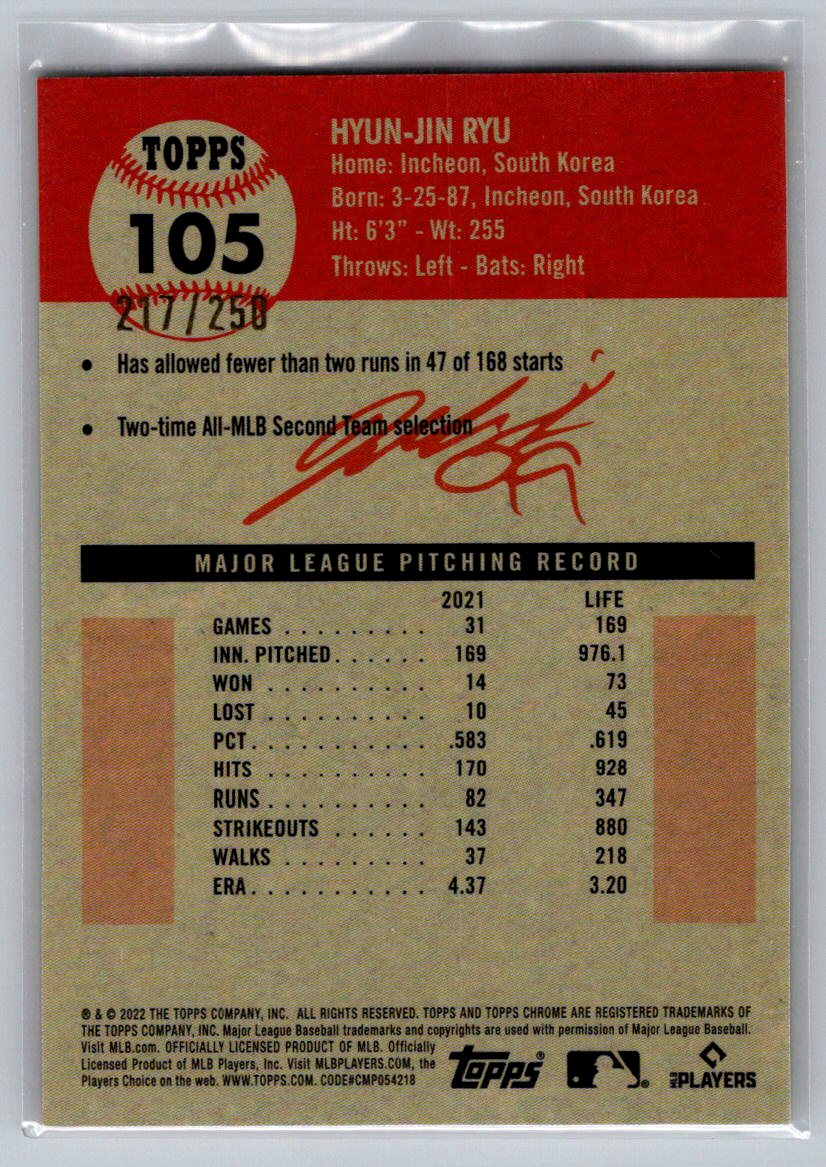 TOPPS
105
217/250
HYUN-JIN RYU
Home: Incheon, South Korea
Born: 3-25-87, Incheon, South Korea
Ht: 6'3" - Wt: 255
Throws: Left - Bats: Right
• Has allowed fewer than two runs in 47 of 168 starts
• Two-time All-MLB Second Team selection
MAJOR LEAGUE PITCHING RECORD
2021 LIFE
GAMES . . . . . . . . . . 31 169
INN. PITCHED. . . . . . 169 976.1
WON . . . . . . . . . . 14 73
LOST . . . . . . . . . . 10 45
PCT. . . . . . . . . . . .583 .619
HITS . . . . . . . . . . 170 928
RUNS. . . . . . . . . . 82 347
STRIKEOUTS . . . . . . 143 880
WALKS . . . . . . . . . 37 218
ERA. . . . . . . . . . . 4.37 3.20
® & © 2022 THE TOPPS COMPANY, INC. ALL RIGHTS RESERVED. TOPPS AND TOPPS CHROME ARE REGISTERED TRADEMARKS OF
THE TOPPS COMPANY, INC. Major League Baseball trademarks and copyrights are used with permission of Major League Baseball.
Visit MLB.com. OFFICIALLY LICENSED PRODUCT OF MLB. Officially
Licensed Product of MLB Players, Inc. Visit MLBPLAYERS.COM, the
Players Choice on the web. WWW.TOPPS.COM. CODE#CMP054218
topps®
MLB PLAYERS